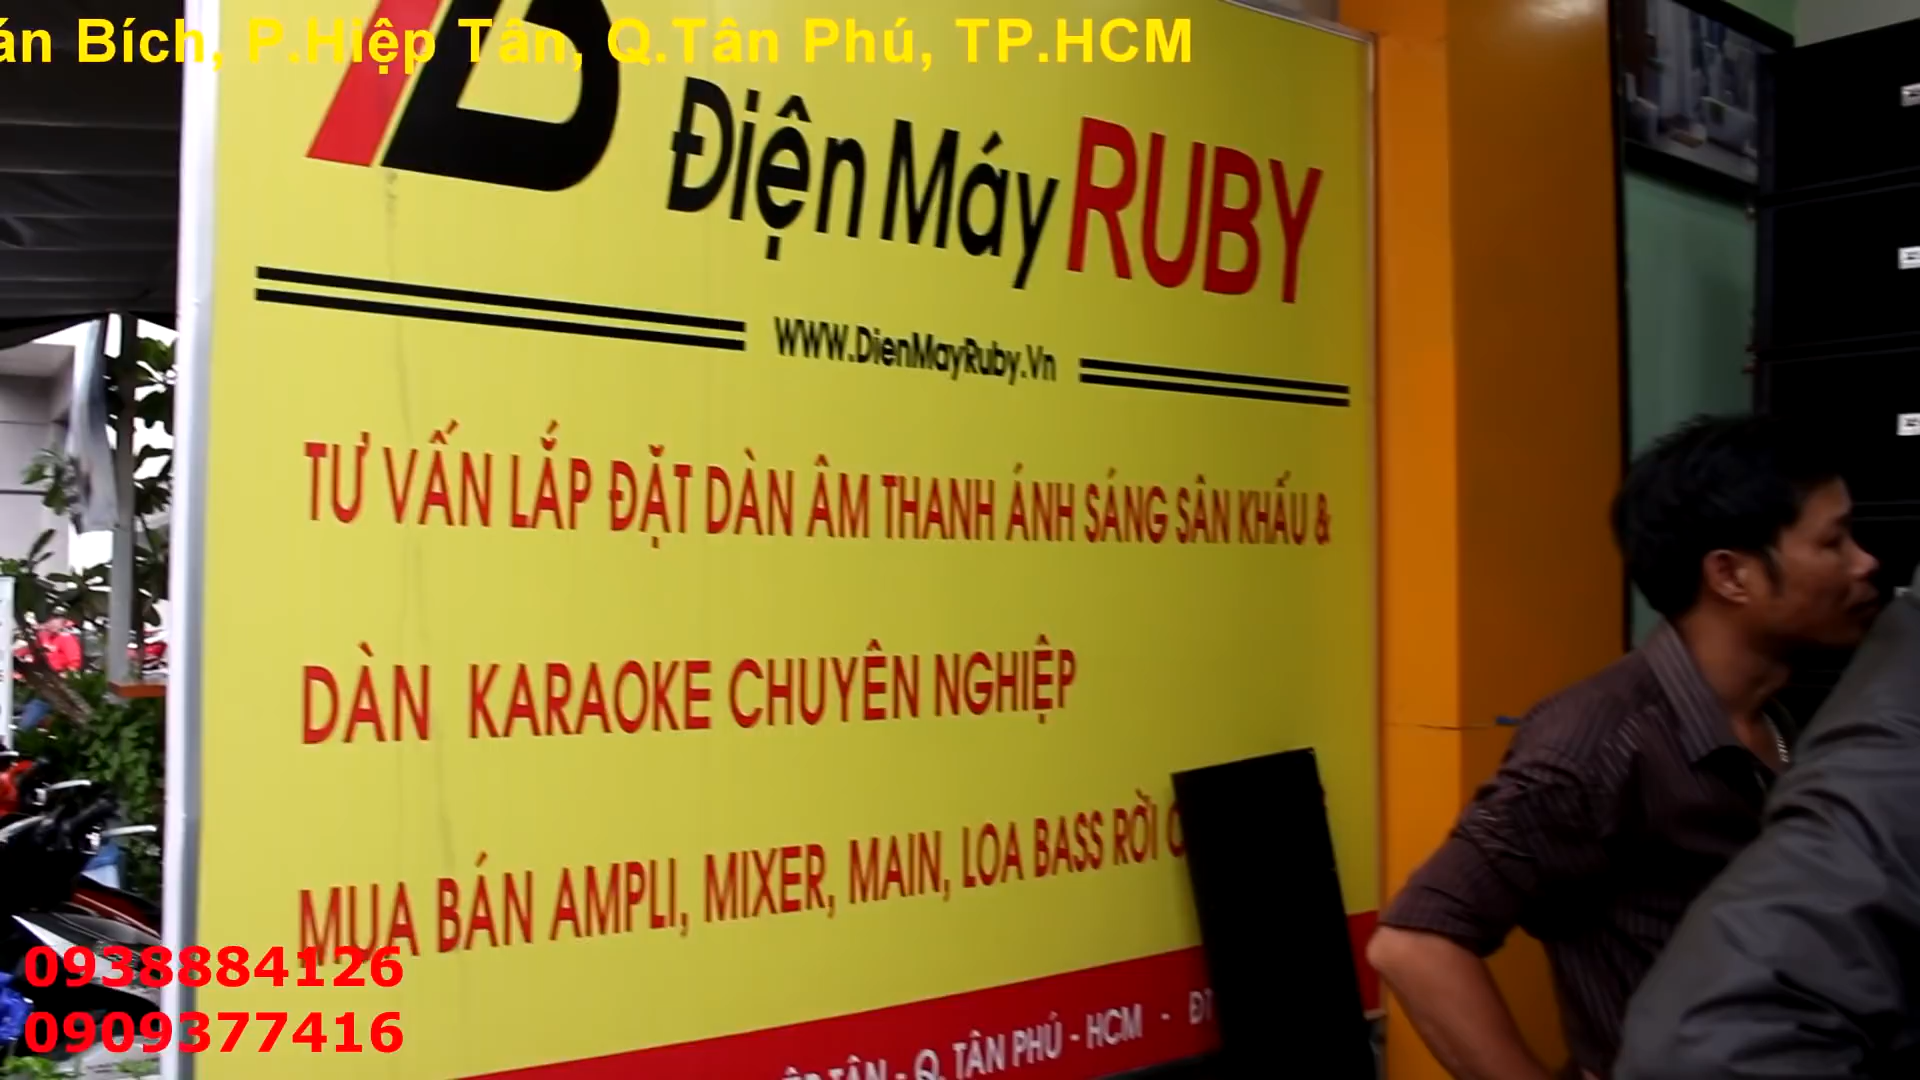 Bích, P.Hiệp Tân, Q.Tân Phú, TP.HCM
Điện Máy RUBY
WWW.DienMayRuby.Vn
TƯ VẤN LẮP ĐẶT DÀN ÂM THANH ÁNH SÁNG SÂN KHẤU &
DÀN KARAOKE CHUYÊN NGHIỆP
MUA BÁN AMPLI, MIXER, MAIN, LOA BASS RỜI
TÂN - Q. TÂN PHÚ - HCM - ĐT
0938884126
0909377416